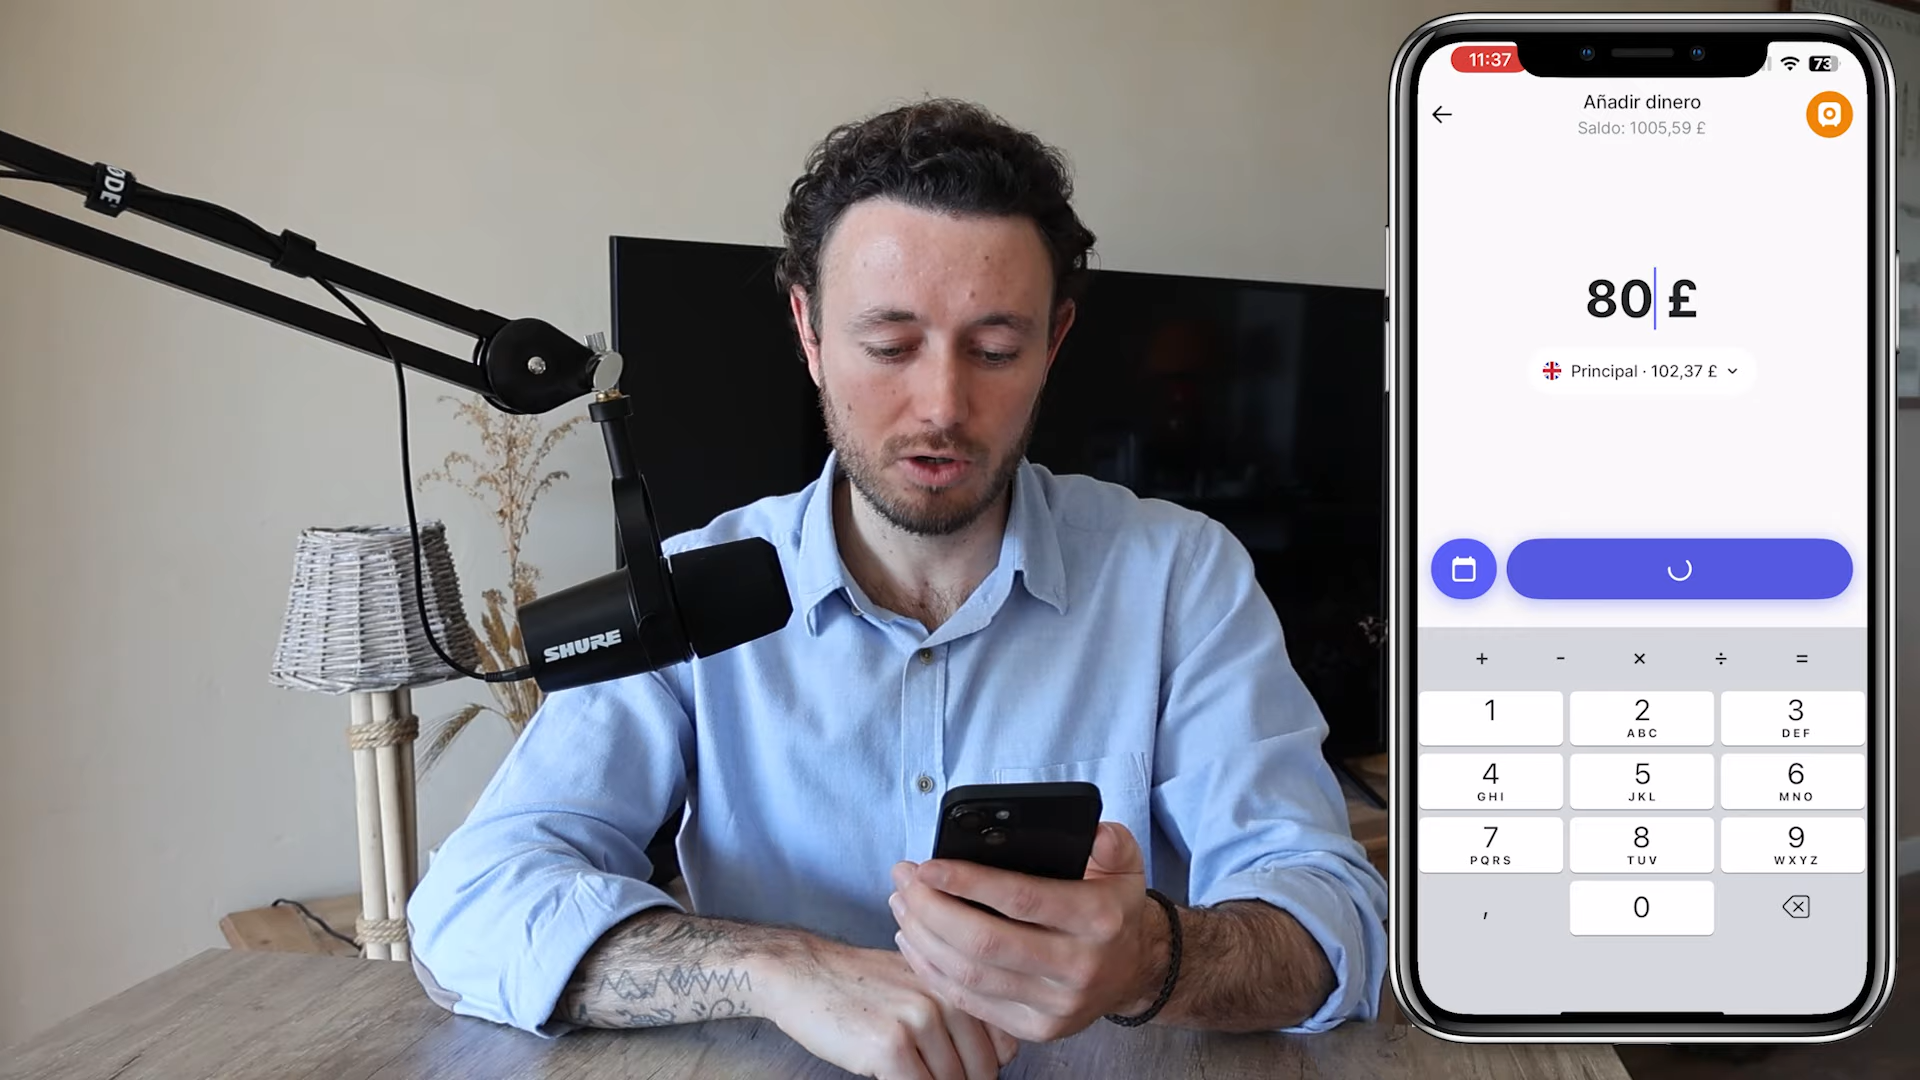 ODE
SHURE
11:37
73
Añadir dinero
Saldo: 1005,59 £
80 £
Principal · 102,37 £
+ - × ÷ =
1 2 3
ABC DEF
4 5 6
GHI JKL MNO
7 8 9
PQRS TUV WXYZ
, 0